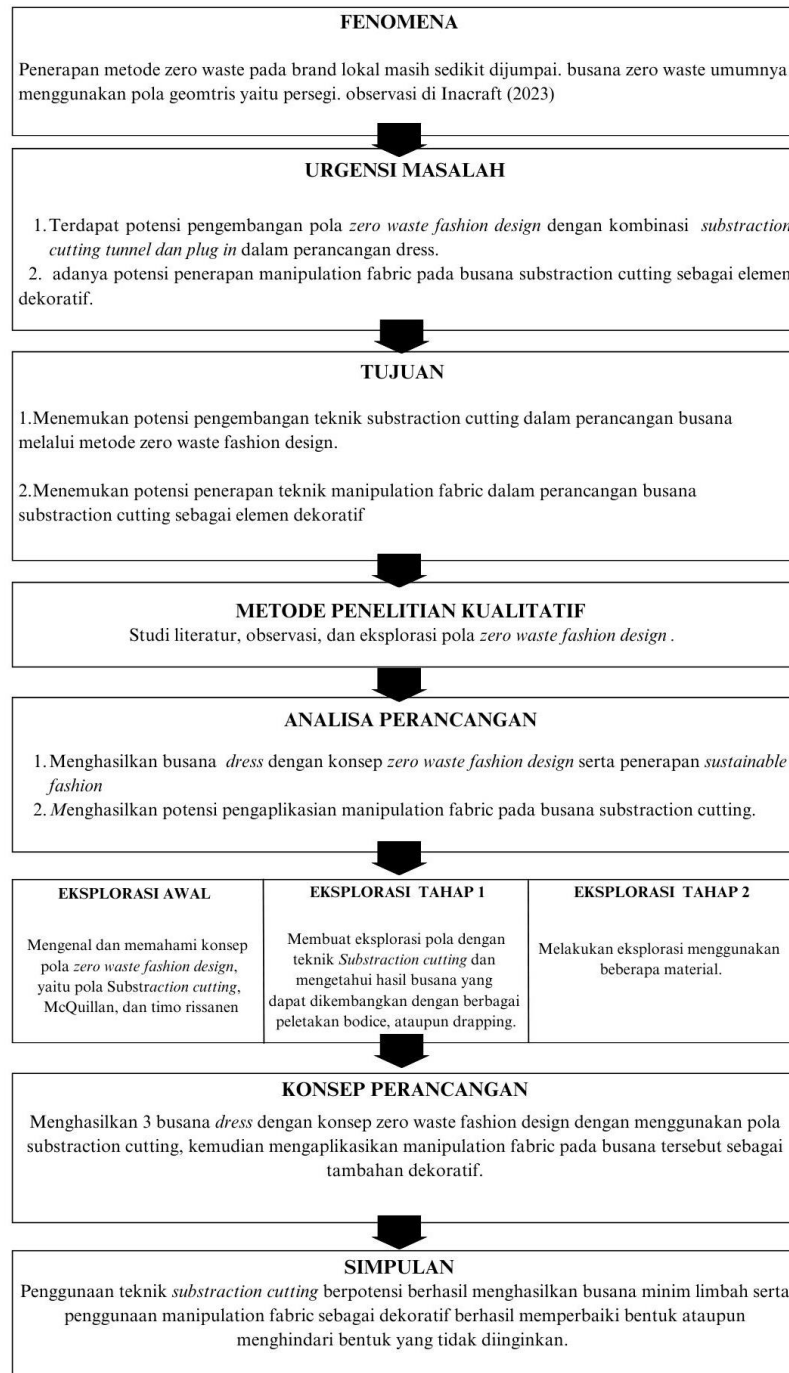 FENOMENA
Penerapan metode zero waste pada brand lokal masih sedikit dijumpai. busana zero waste umumnya
menggunakan pola geomtris yaitu persegi. observasi di Inacraft (2023)
URGENSI MASALAH
1. Terdapat potensi pengembangan pola zero waste fashion design dengan kombinasi substraction
cutting tunnel dan plug in dalam perancangan dress.
2. adanya potensi penerapan manipulation fabric pada busana substraction cutting sebagai elemen
dekoratif.
TUJUAN
1.Menemukan potensi pengembangan teknik substraction cutting dalam perancangan busana
melalui metode zero waste fashion design.
2.Menemukan potensi penerapan teknik manipulation fabric dalam perancangan busana
substraction cutting sebagai elemen dekoratif
METODE PENELITIAN KUALITATIF
Studi literatur, observasi, dan eksplorasi pola zero waste fashion design .
ANALISA PERANCANGAN
1. Menghasilkan busana dress dengan konsep zero waste fashion design serta penerapan sustainable
fashion
2. Menghasilkan potensi pengaplikasian manipulation fabric pada busana substraction cutting.
EKSPLORASI AWAL
Mengenal dan memahami konsep
pola zero waste fashion design,
yaitu pola Substraction cutting,
McQuillan, dan timo rissanen
EKSPLORASI TAHAP 1
Membuat eksplorasi pola dengan
teknik Substraction cutting dan
mengetahui hasil busana yang
dapat dikembangkan dengan berbagai
peletakan bodice, ataupun drapping.
EKSPLORASI TAHAP 2
Melakukan eksplorasi menggunakan
beberapa material.
KONSEP PERANCANGAN
Menghasilkan 3 busana dress dengan konsep zero waste fashion design dengan menggunakan pola
substraction cutting, kemudian mengaplikasikan manipulation fabric pada busana tersebut sebagai
tambahan dekoratif.
SIMPULAN
Penggunaan teknik substraction cutting berpotensi berhasil menghasilkan busana minim limbah serta
penggunaan manipulation fabric sebagai dekoratif berhasil memperbaiki bentuk ataupun
menghindari bentuk yang tidak diinginkan.